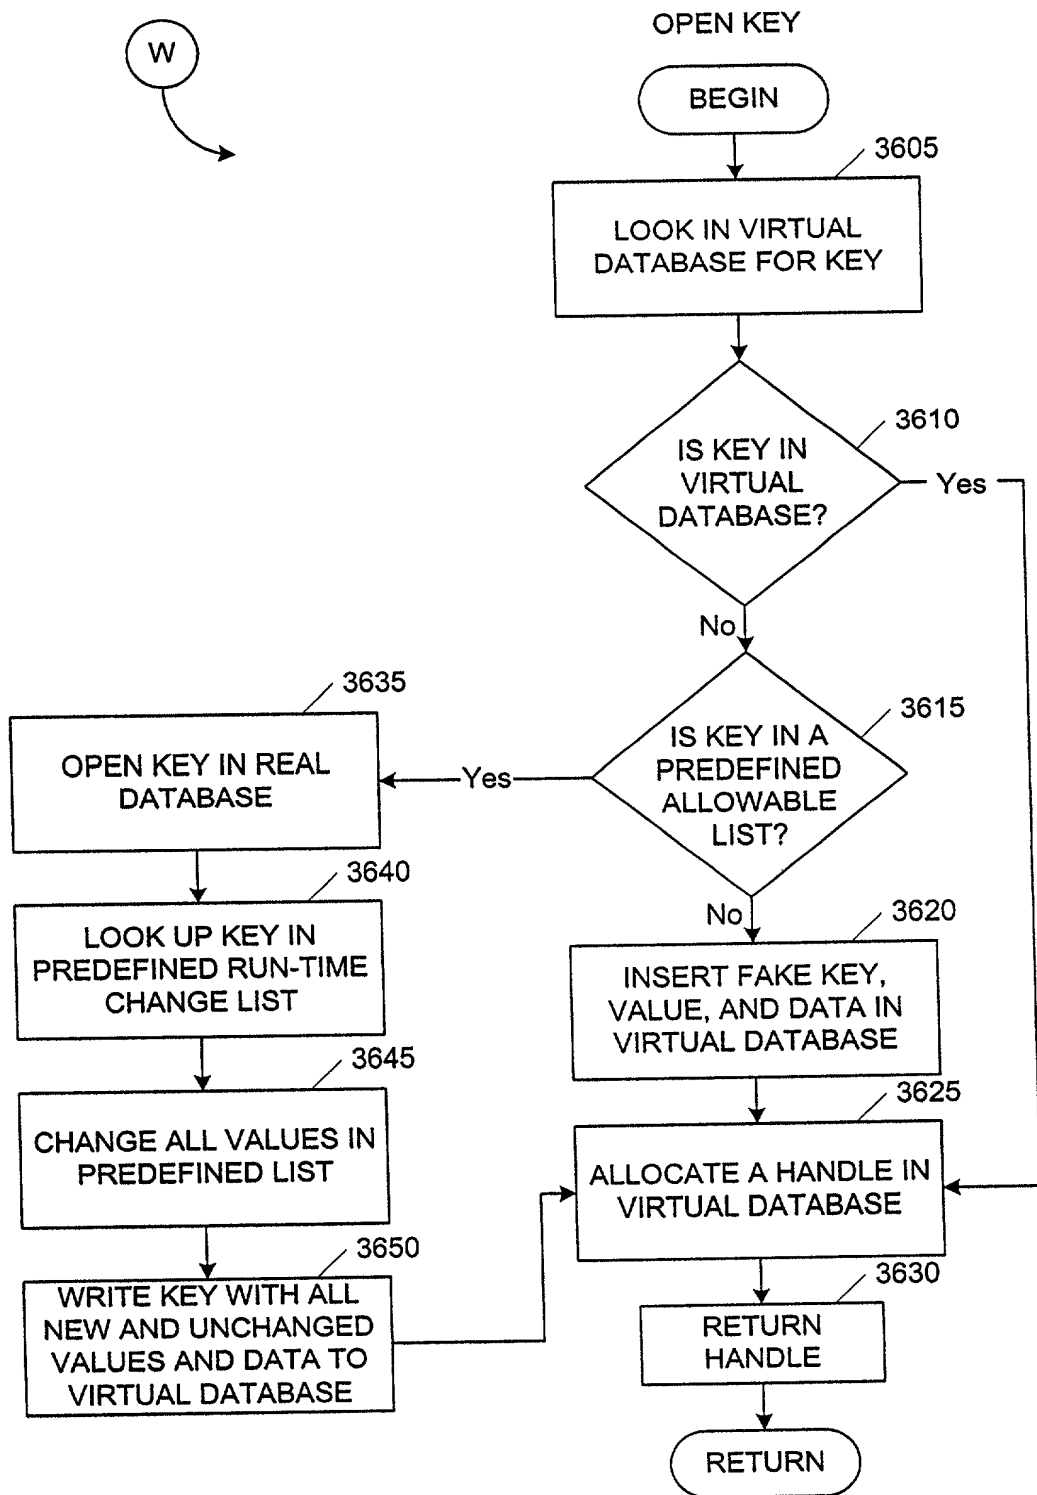 W
OPEN KEY
BEGIN
3605
LOOK IN VIRTUAL
DATABASE FOR KEY
3610
IS KEY IN
VIRTUAL
DATABASE?
Yes
No
3615
IS KEY IN A
PREDEFINED
ALLOWABLE
LIST?
Yes
3635
OPEN KEY IN REAL
DATABASE
3640
LOOK UP KEY IN
PREDEFINED RUN-TIME
CHANGE LIST
3645
CHANGE ALL VALUES IN
PREDEFINED LIST
3650
WRITE KEY WITH ALL
NEW AND UNCHANGED
VALUES AND DATA TO
VIRTUAL DATABASE
No
3620
INSERT FAKE KEY,
VALUE, AND DATA IN
VIRTUAL DATABASE
3625
ALLOCATE A HANDLE IN
VIRTUAL DATABASE
3630
RETURN
HANDLE
RETURN